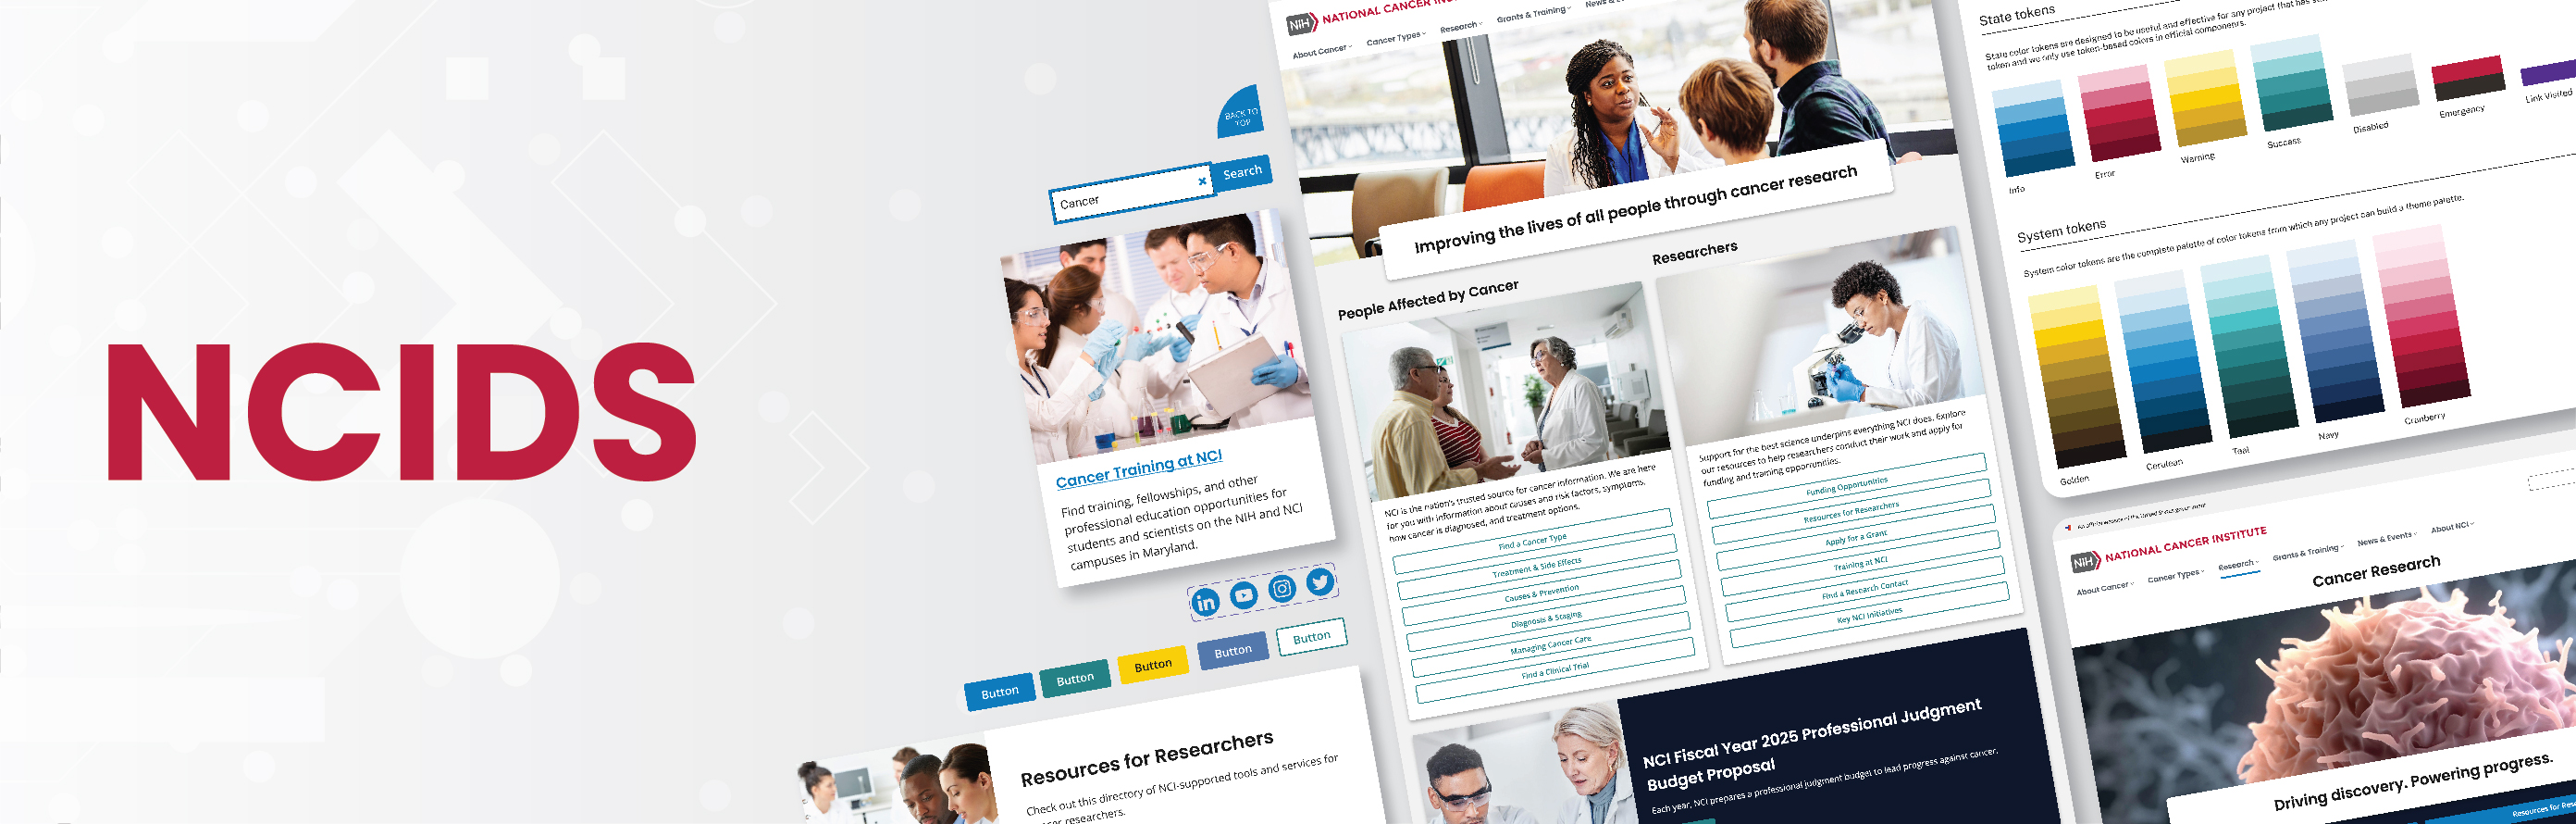 NCIDS
BACK TO
TOP
Cancer
Search
Cancer Training at NCI
Find training, fellowships, and other
professional education opportunities for
students and scientists on the NIH and NCI
campuses in Maryland.
Button
Button
Button
Button
Button
Resources for Researchers
Check out this directory of NCI-supported tools and services for
researchers.
NIH NATIONAL CANCER
About Cancer
Cancer Types
Research
Grants & Training
News &
Improving the lives of all people through cancer research
People Affected by Cancer
NCI is the nation's trusted source for cancer information. We are here
for you with information about causes and risk factors, symptoms,
how cancer is diagnosed, and treatment options.
Find a Cancer Type
Treatment & Side Effects
Causes & Prevention
Diagnosis & Staging
Managing Cancer Care
Find a Clinical Trial
Researchers
Support for the best science underpins everything NCI does. Explore
our resources to help researchers conduct their work and apply for
funding and training opportunities.
Funding Opportunities
Resources for Researchers
Apply for a Grant
Training at NCI
Find a Research Contact
Key NCI Initiatives
NCI Fiscal Year 2025 Professional Judgment
Budget Proposal
Each year, NCI prepares a professional judgment budget to lead progress against cancer.
State tokens
State color tokens are designed to be useful and effective for any project that has
token and we only use token-based colors in official components.
Info
Error
Warning
Success
Disabled
Emergency
Link Visited
System tokens
System color tokens are the complete palette of color tokens from which any project can build a theme palette.
Golden
Cerulean
Teal
Navy
Cranberry
An official website of the United States government
NIH NATIONAL CANCER INSTITUTE
About Cancer
Cancer Types
Research
Grants & Training
News & Events
About NCI
Cancer Research
Driving discovery. Powering progress.
Resources for